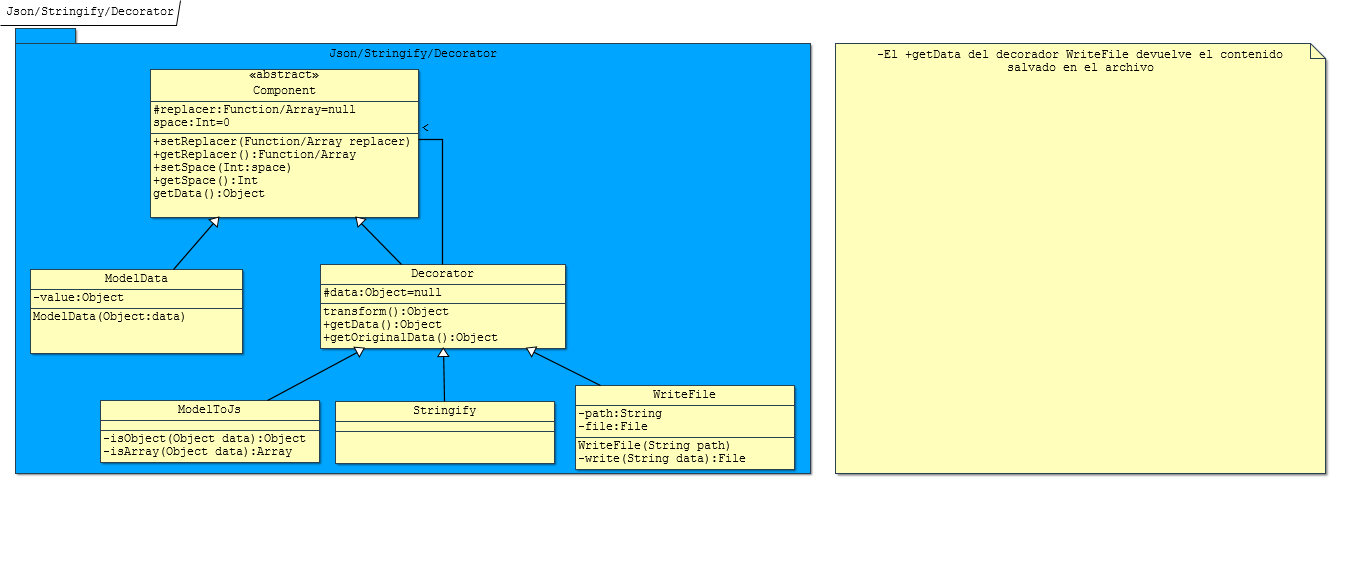 Json/Stringify/Decorator
Json/Stringify/Decorator
«abstract»
Component
#replacer:Function/Array=null
space:Int=0
+setReplacer(Function/Array replacer)
+getReplacer():Function/Array
+setSpace(Int:space)
+getSpace():Int
getData():Object
<
ModelData
-value:Object
ModelData(Object:data)
Decorator
#data:Object=null
transform():Object
+getData():Object
+getOriginalData():Object
ModelToJs
-isObject(Object data):Object
-isArray(Object data):Array
Stringify
WriteFile
-path:String
-file:File
WriteFile(String path)
-write(String data):File
-El +getData del decorador WriteFile devuelve el contenido
salvado en el archivo